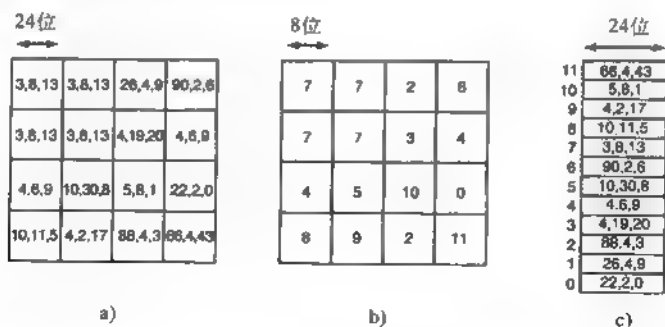 24位
3,8,13 3,8,13 26,4,9 90,2,6
3,8,13 3,8,13 4,19,20 4,6,9
4,6,9 10,30,8 5,8,1 22,2,0
10,11,5 4,2,17 88,4,3 66,4,43
a)
8位
7 7 2 6
7 7 3 4
4 5 10 0
8 9 2 11
b)
24位
11 66,4,43
10 5,8,1
9 4,2,17
8 10,11,5
7 3,8,13
6 90,2,6
5 10,30,8
4 4,6,9
3 4,19,20
2 88,4,3
1 26,4,9
0 22,2,0
c)